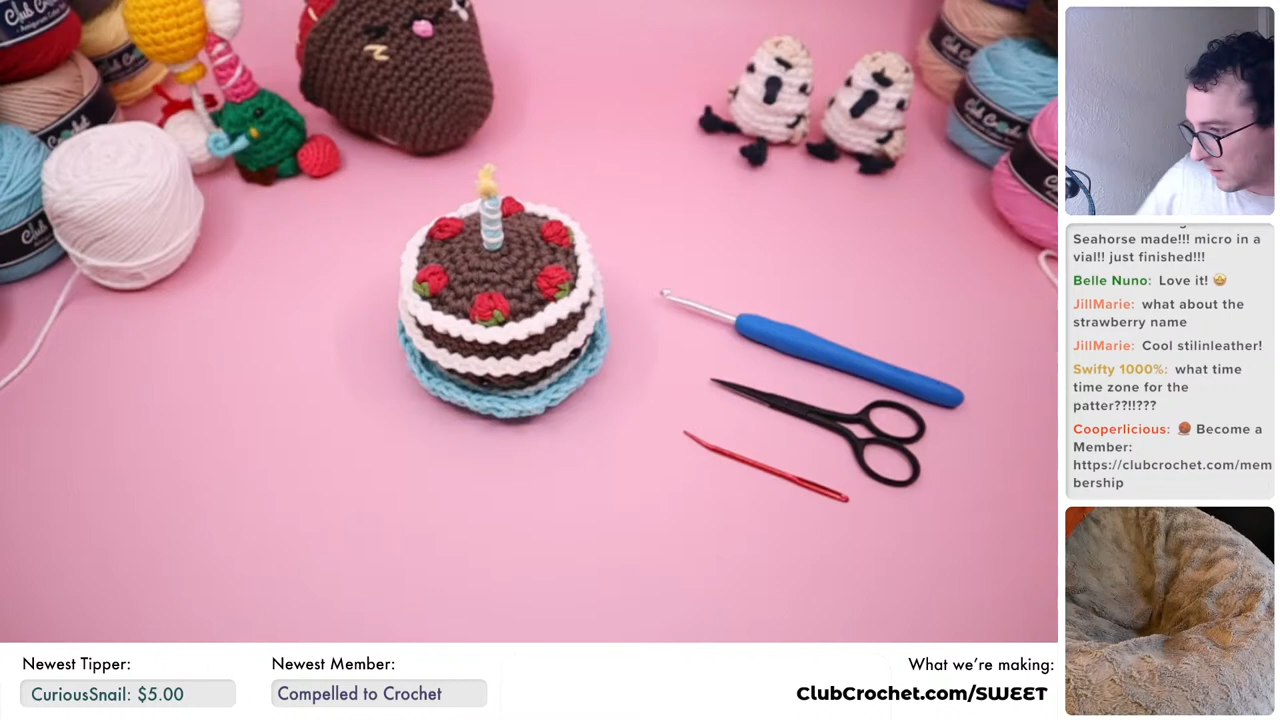 Club Crochet
Seahorse made!!! micro in a
vial!! just finished!!!
Belle Nuno: Love it! 🤩
JillMarie: what about the
strawberry name
JillMarie: Cool stilinleather!
Swifty 1000%: what time
time zone for the
patter??!!???
Cooperlicious: 🧶 Become a
Member:
https://clubcrochet.com/mem
bership
Newest Tipper:
CuriousSnail: $5.00
Newest Member:
Compelled to Crochet
What we're making:
ClubCrochet.com/SWEET